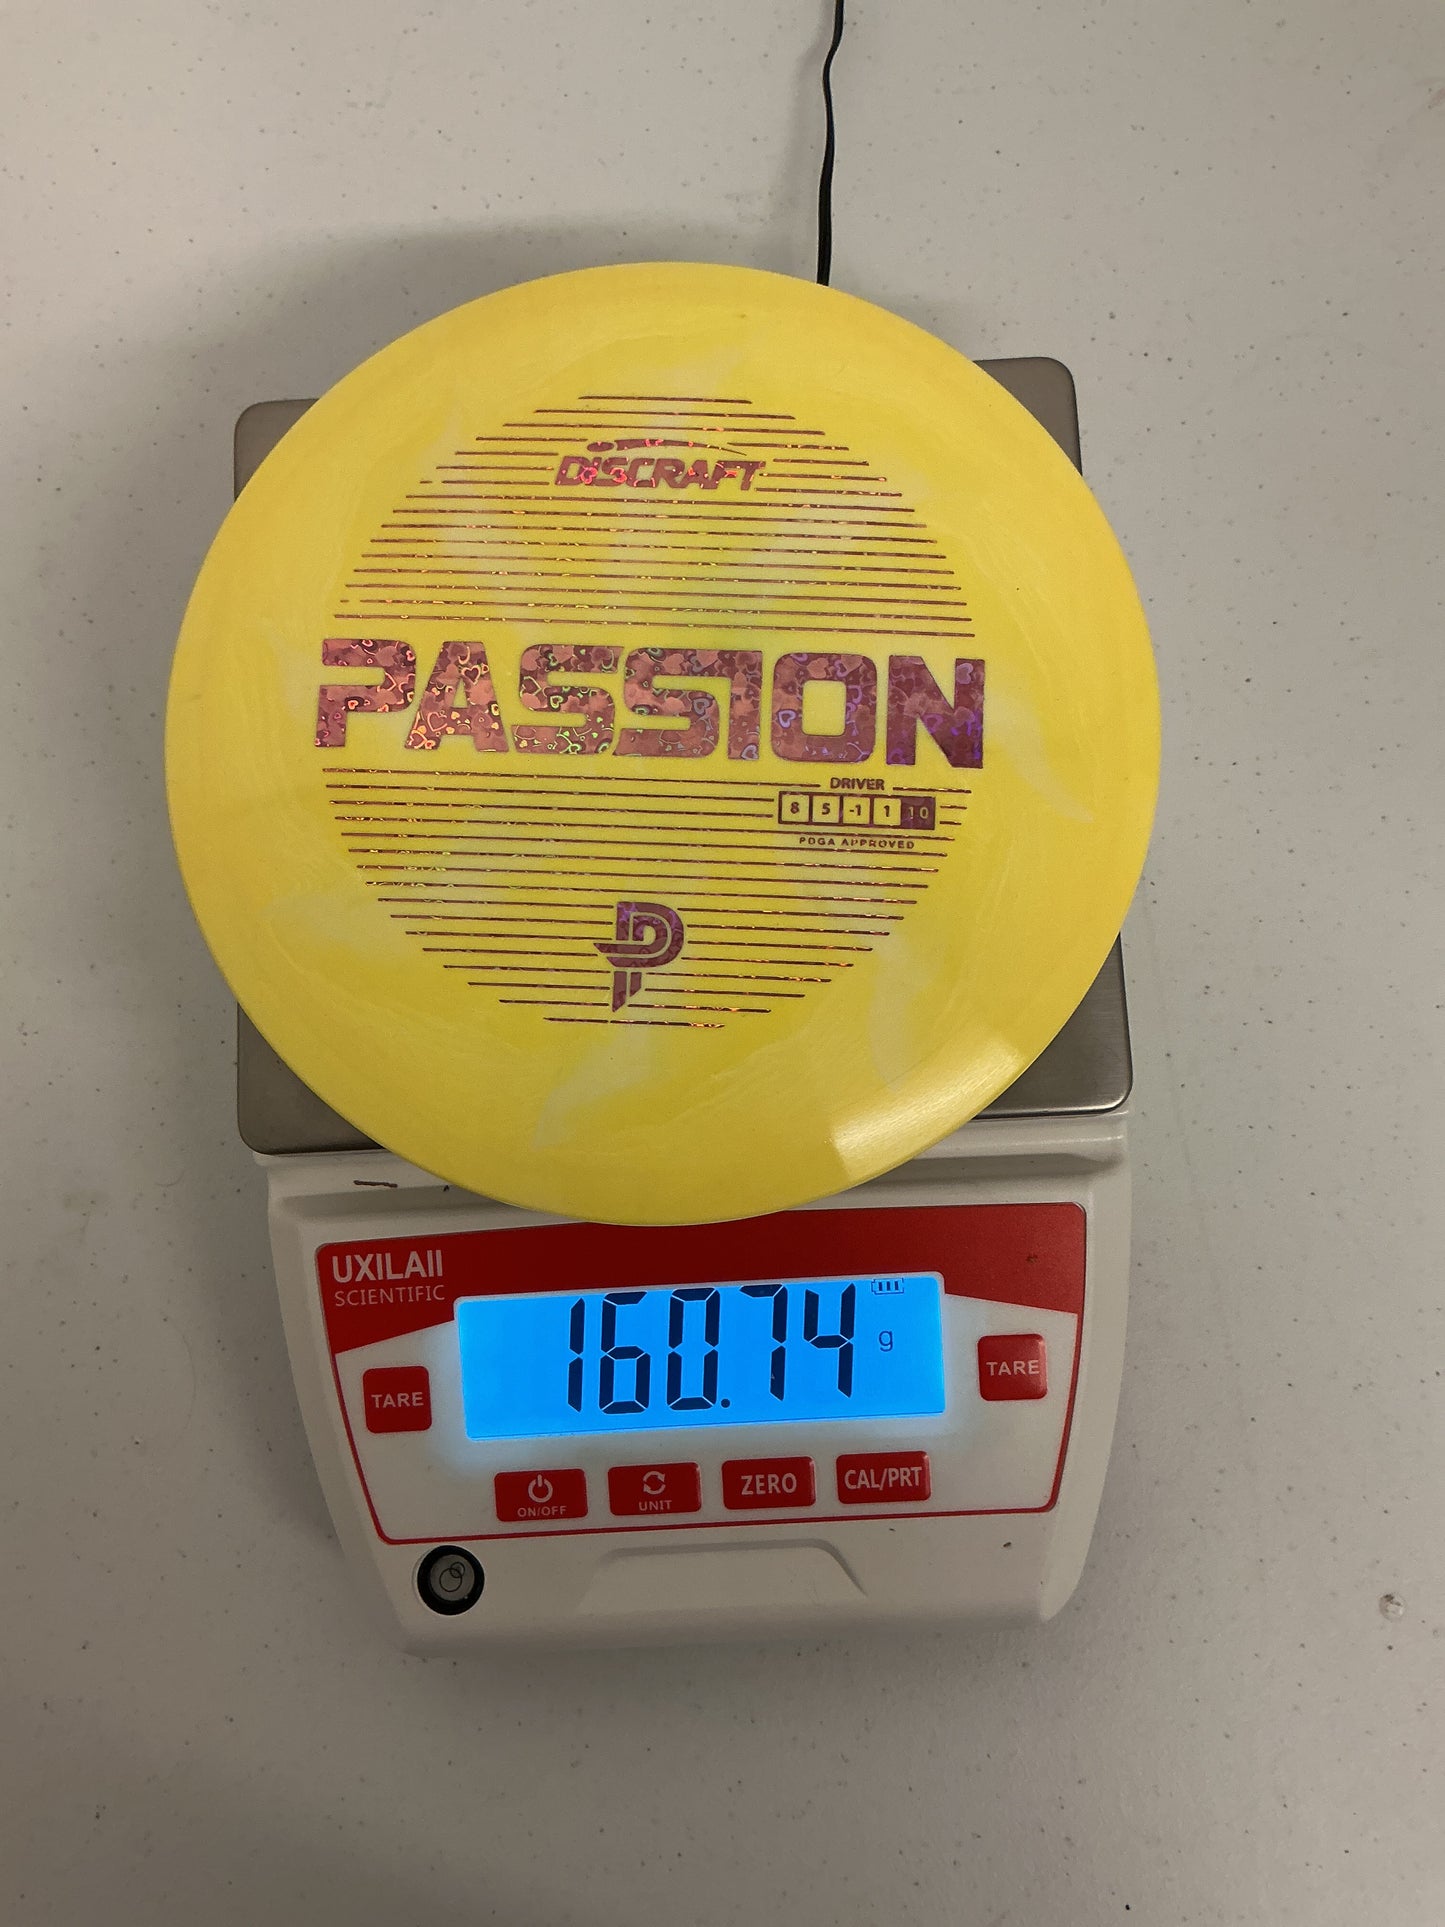 DISCRAFT
PASSION
DRIVER
8 5 -1 1 10
PDGA APPROVED
UXILAII
SCIENTIFIC
160.74 g
TARE
TARE
ON/OFF
UNIT
ZERO
CAL/PRT